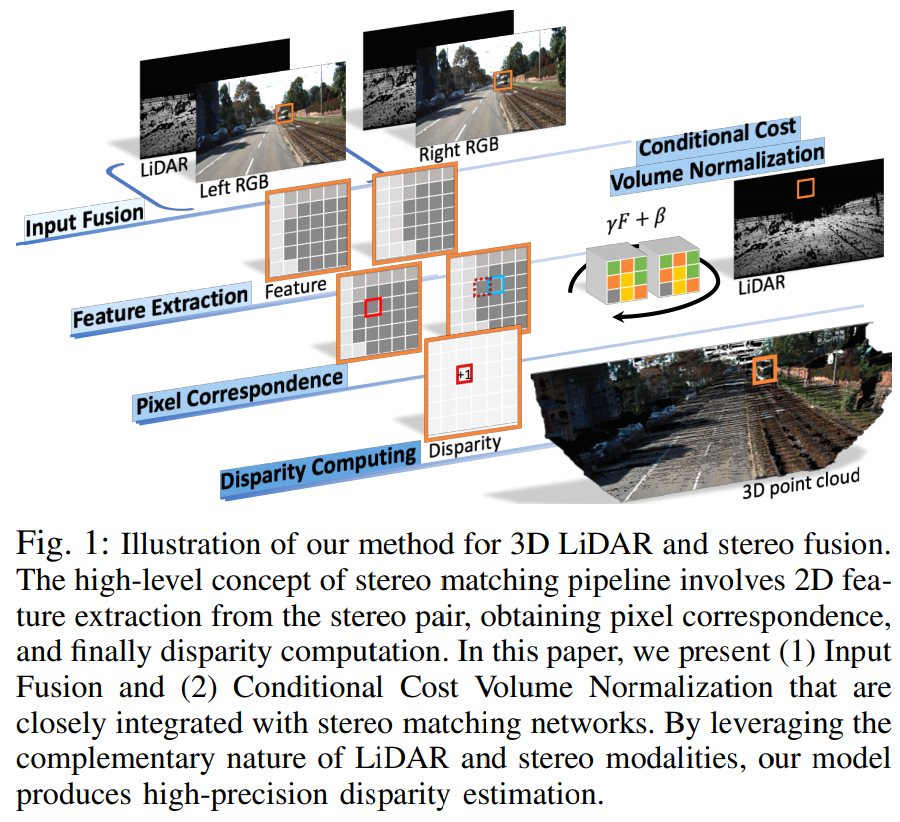 LiDAR
Left RGB
Right RGB
Conditional Cost
Volume Normalization
Input Fusion
γF + β
LiDAR
Feature
Feature Extraction
Pixel Correspondence
+1
Disparity
Disparity Computing
3D point cloud
Fig. 1: Illustration of our method for 3D LiDAR and stereo fusion.
The high-level concept of stereo matching pipeline involves 2D fea-
ture extraction from the stereo pair, obtaining pixel correspondence,
and finally disparity computation. In this paper, we present (1) Input
Fusion and (2) Conditional Cost Volume Normalization that are
closely integrated with stereo matching networks. By leveraging the
complementary nature of LiDAR and stereo modalities, our model
produces high-precision disparity estimation.